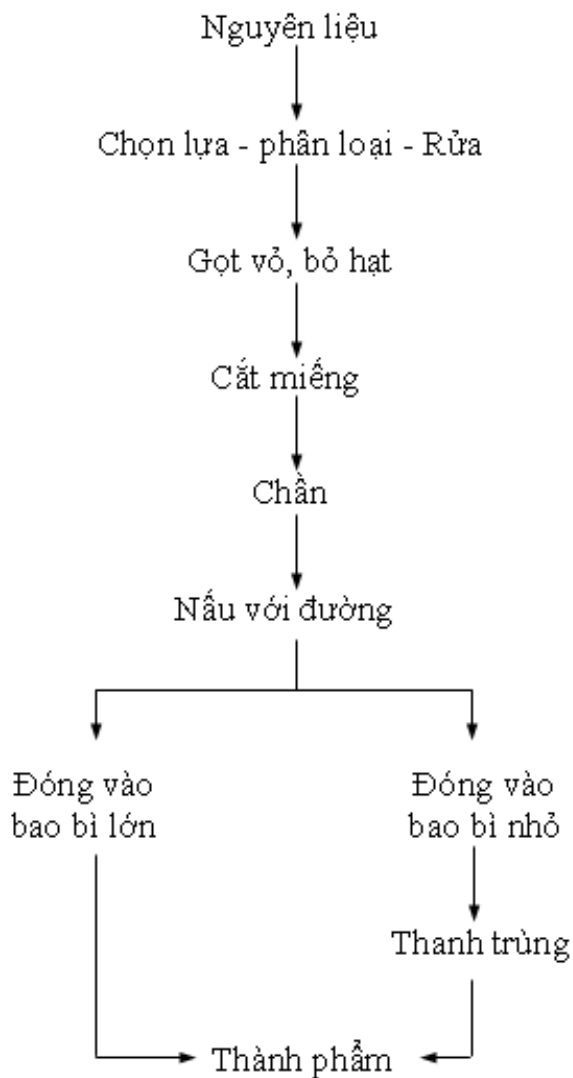 Nguyên liệu
Chọn lựa - phân loại - Rửa
Gọt vỏ, bỏ hạt
Cắt miếng
Chần
Nấu với đường
Đóng vào
bao bì lớn
Đóng vào
bao bì nhỏ
Thanh trùng
Thành phẩm